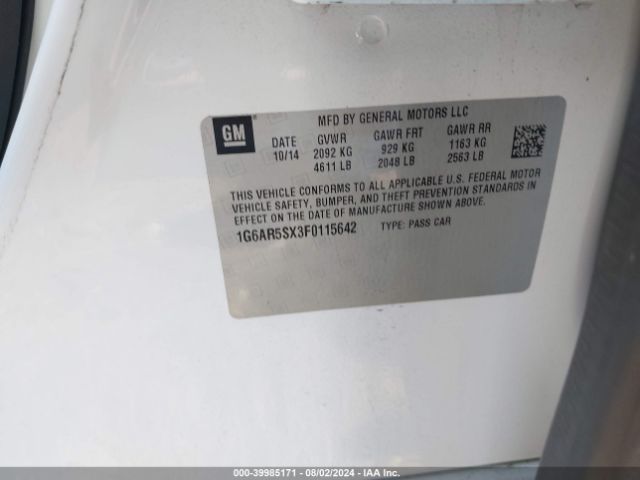 MFD BY GENERAL MOTORS LLC
GM
DATE GVWR GAWR FRT GAWR RR
10/14 2092 KG 929 KG 1163 KG
4611 LB 2048 LB 2563 LB
THIS VEHICLE CONFORMS TO ALL APPLICABLE U.S. FEDERAL MOTOR
VEHICLE SAFETY, BUMPER, AND THEFT PREVENTION STANDARDS IN
EFFECT ON THE DATE OF MANUFACTURE SHOWN ABOVE.
1G6AR5SX3F0115642 TYPE: PASS CAR
000-39985171 - 08/02/2024 - IAA Inc.